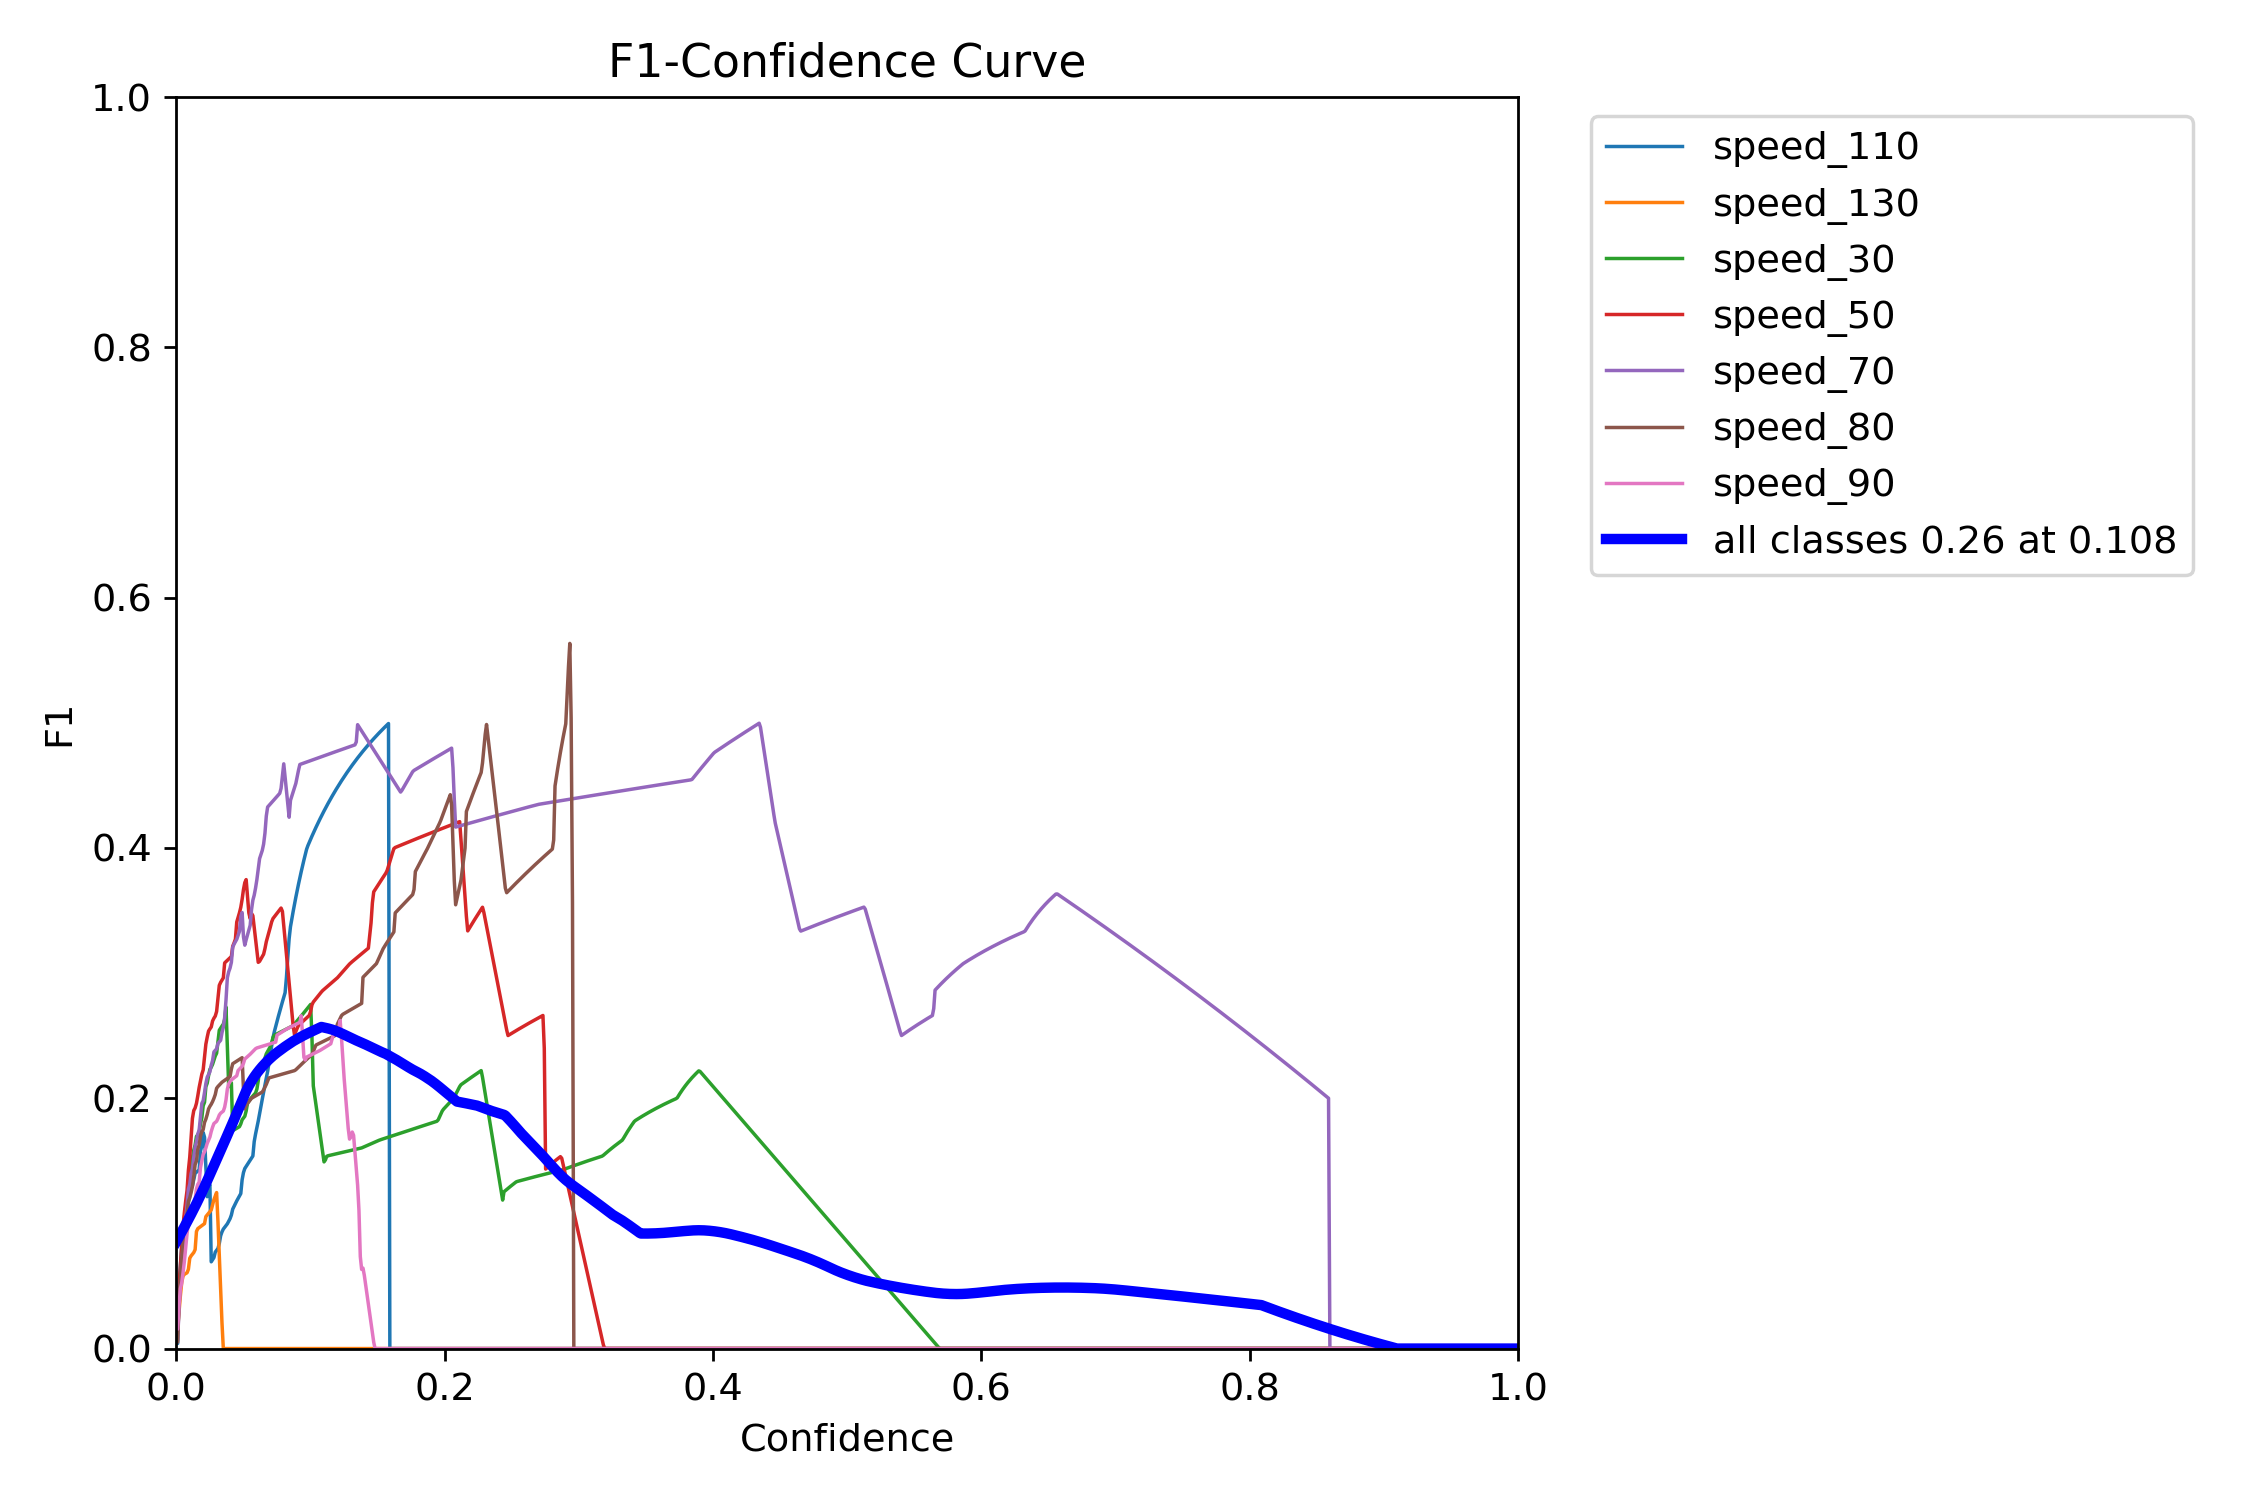 F1-Confidence Curve
F1
1.0
0.8
0.6
0.4
0.2
0.0
0.0 0.2 0.4 0.6 0.8 1.0
Confidence
speed_110
speed_130
speed_30
speed_50
speed_70
speed_80
speed_90
all classes 0.26 at 0.108